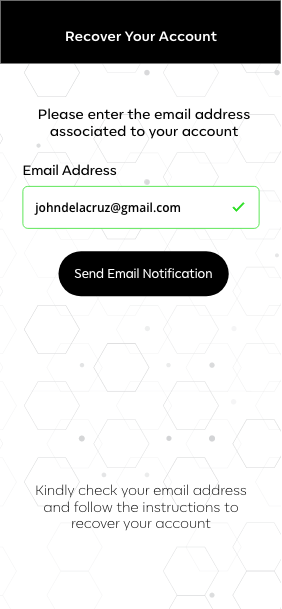 Recover Your Account
Please enter the email address
associated to your account
Email Address
johndelacruz@gmail.com
Send Email Notification
Kindly check your email address
and follow the instructions to
recover your account